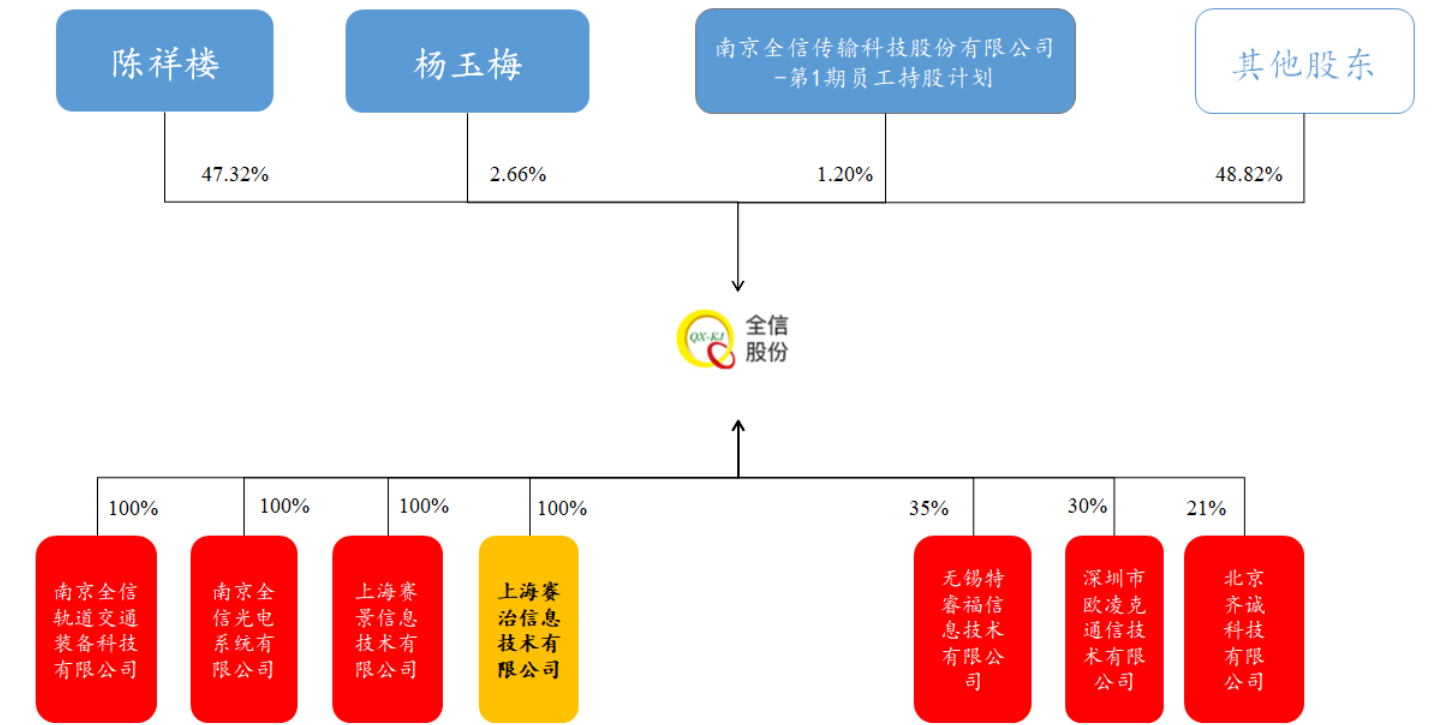 陈祥楼
杨玉梅
南京全信传输科技股份有限公司
-第1期员工持股计划
其他股东
47.32%
2.66%
1.20%
48.82%
QX-KJ
全信
股份
100%
100%
100%
100%
35%
30%
21%
南京全信
轨道交通
装备科技
有限公司
南京全
信光电
系统有
限公司
上海赛
景信息
技术有
限公司
上海赛
治信息
技术有
限公司
无锡特
睿福信
息技术
有限公
司
深圳市
欧凌克
通信技
术有限
公司
北京
齐诚
科技
有限
公司